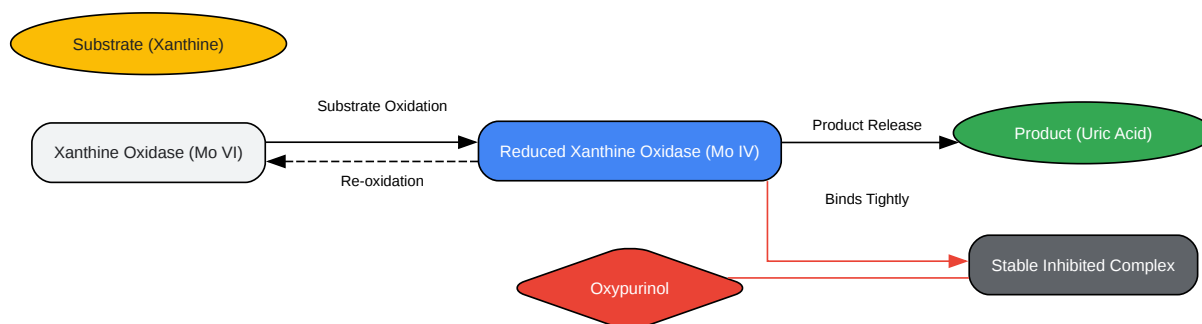 Substrate (Xanthine)
Substrate Oxidation
Xanthine Oxidase (Mo VI)
Reduced Xanthine Oxidase (Mo IV)
Product Release
Product (Uric Acid)
Re-oxidation
Binds Tightly
Stable Inhibited Complex
Oxypurinol